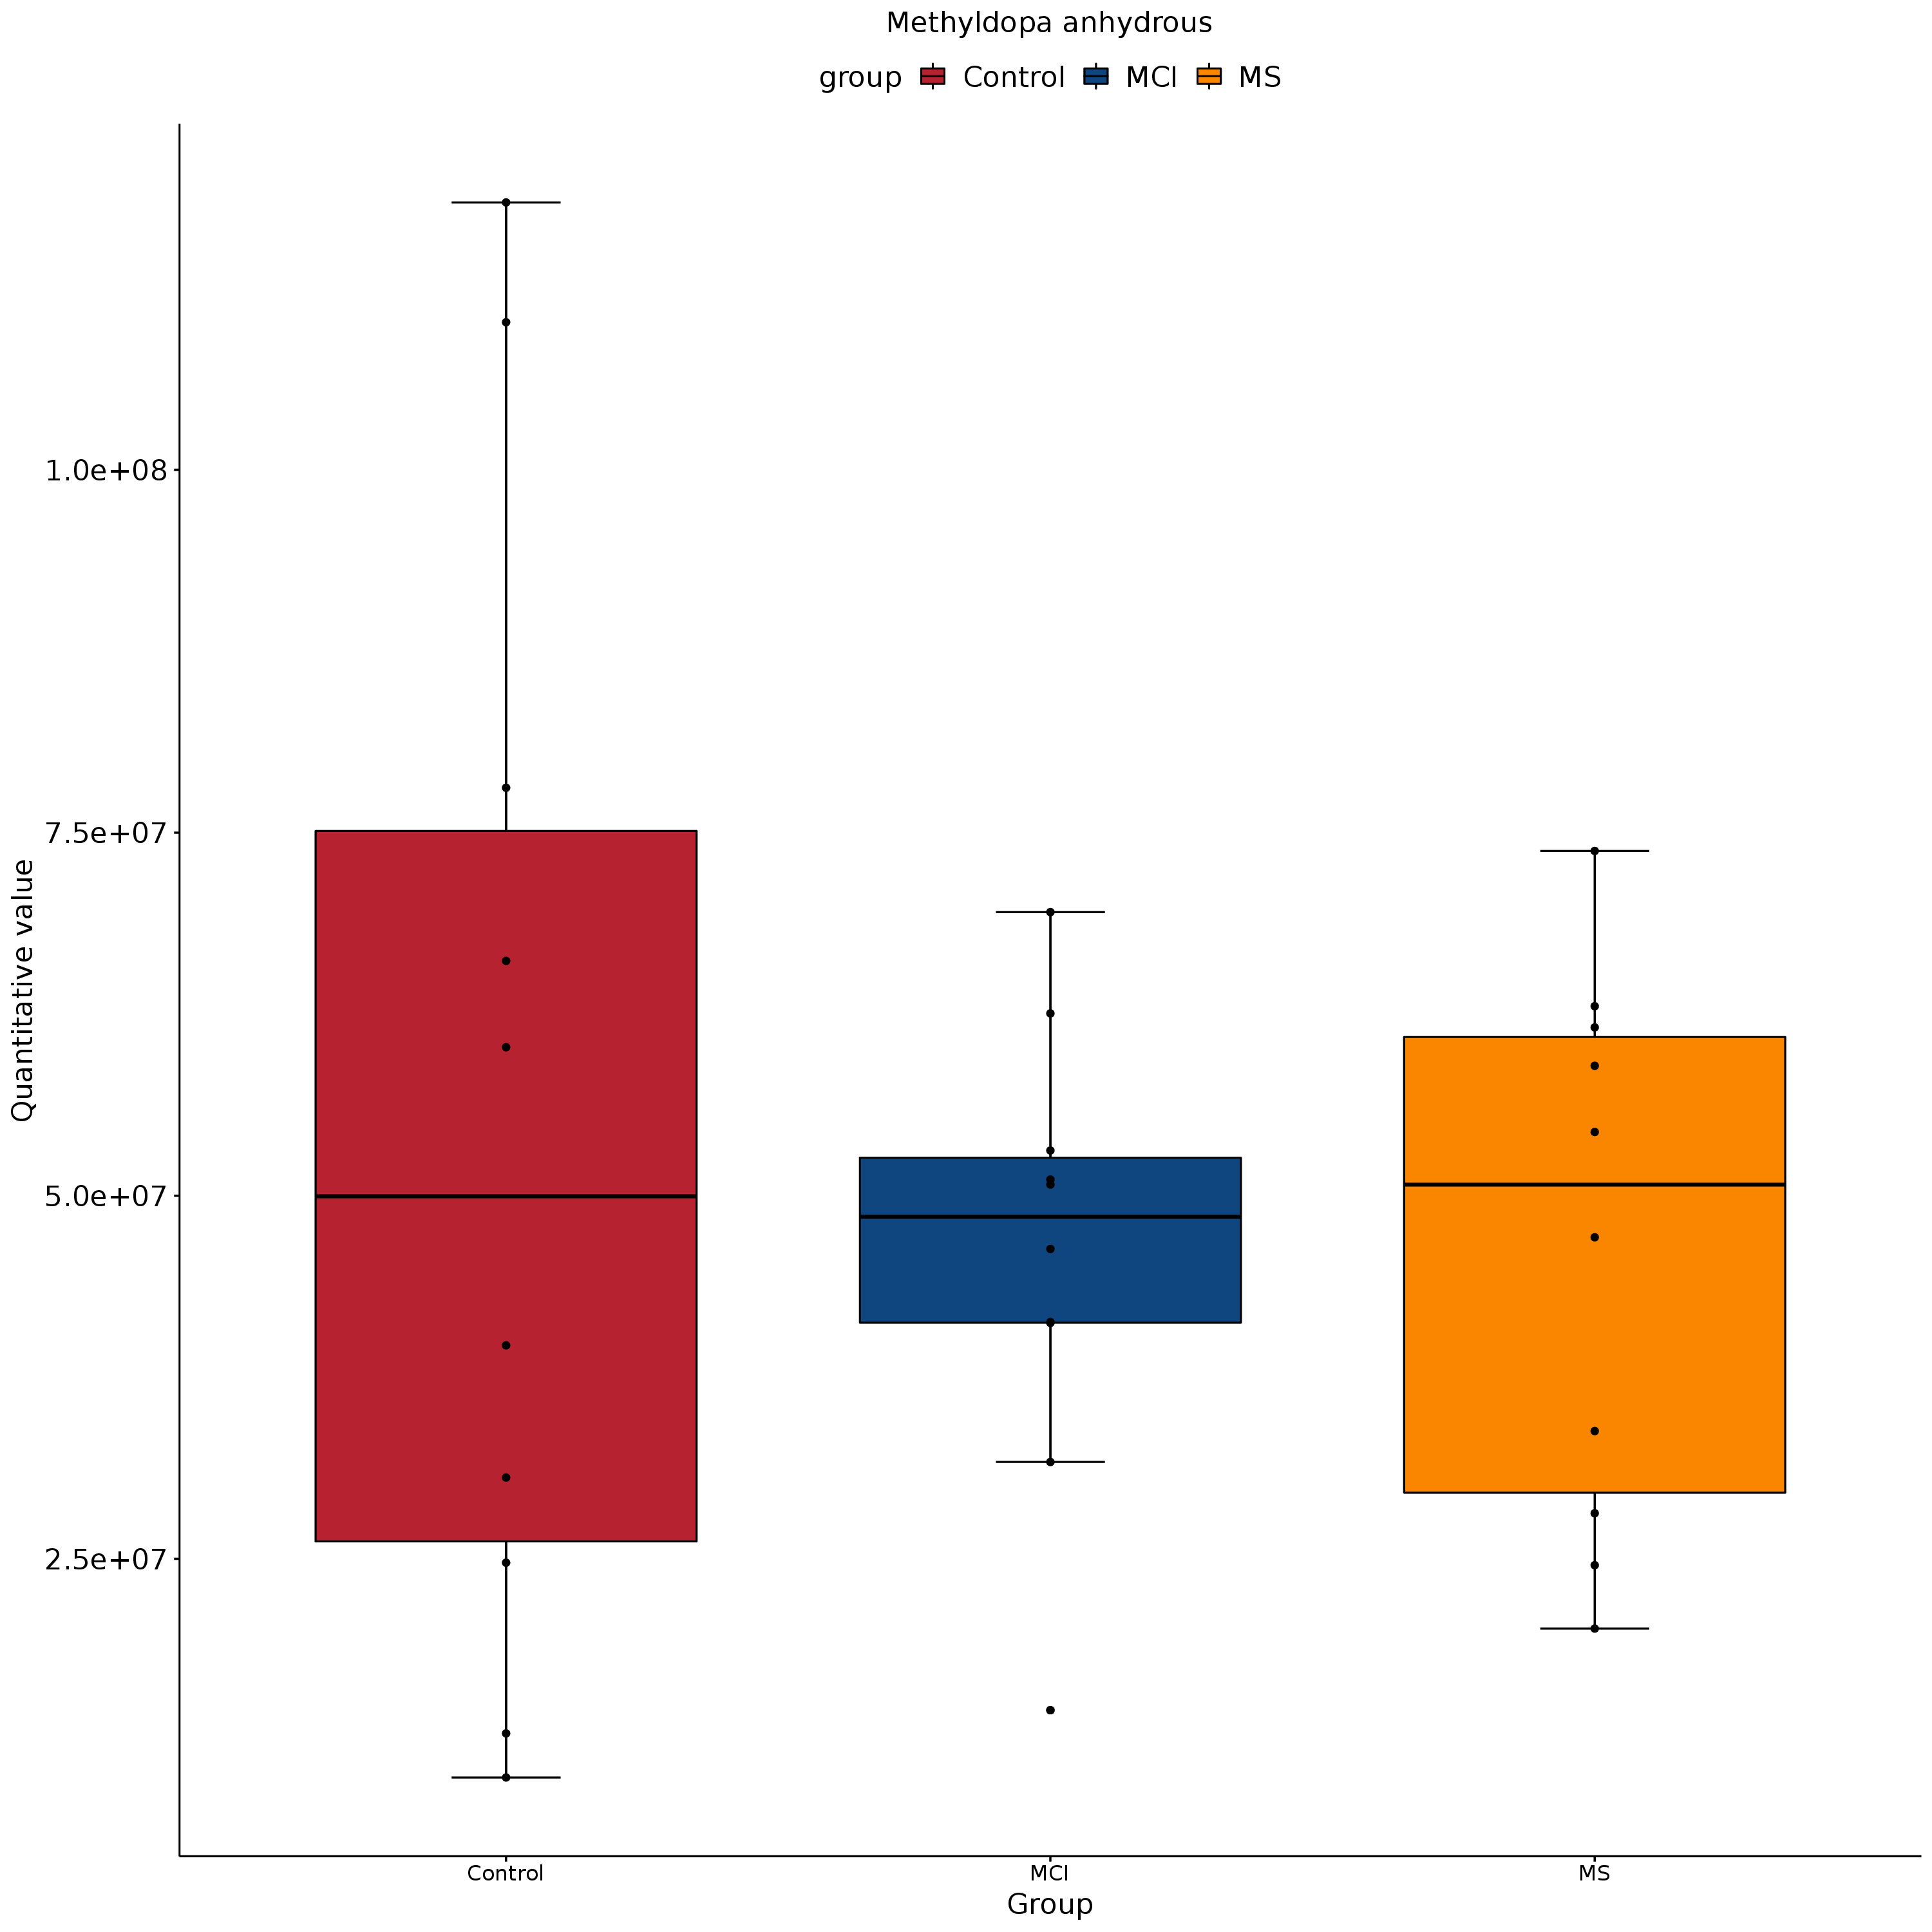 Methyldopa anhydrous
group Control MCI MS
1.0e+08
7.5e+07
5.0e+07
2.5e+07
Quantitative value
Control MCI MS
Group